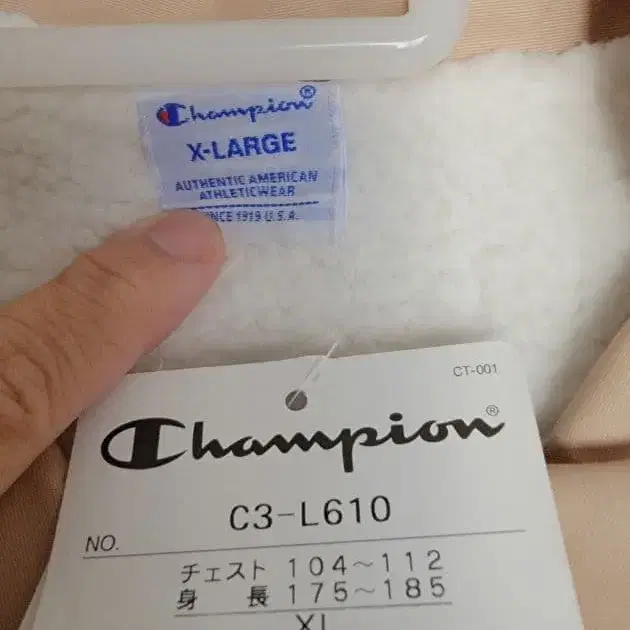 Champion®
X-LARGE
AUTHENTIC AMERICAN
ATHLETICWEAR
1919 U.S.A.
CT-001
Champion®
C3-L610
NO.
チェスト 104~112
身長 175~185
XL